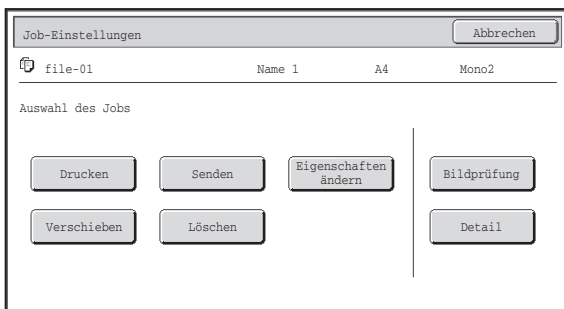 Job-Einstellungen Abbrechen
file-01 Name 1 A4 Mono2
Auswahl des Jobs
Drucken Senden Eigenschaften ändern Bildprüfung
Verschieben Löschen Detail